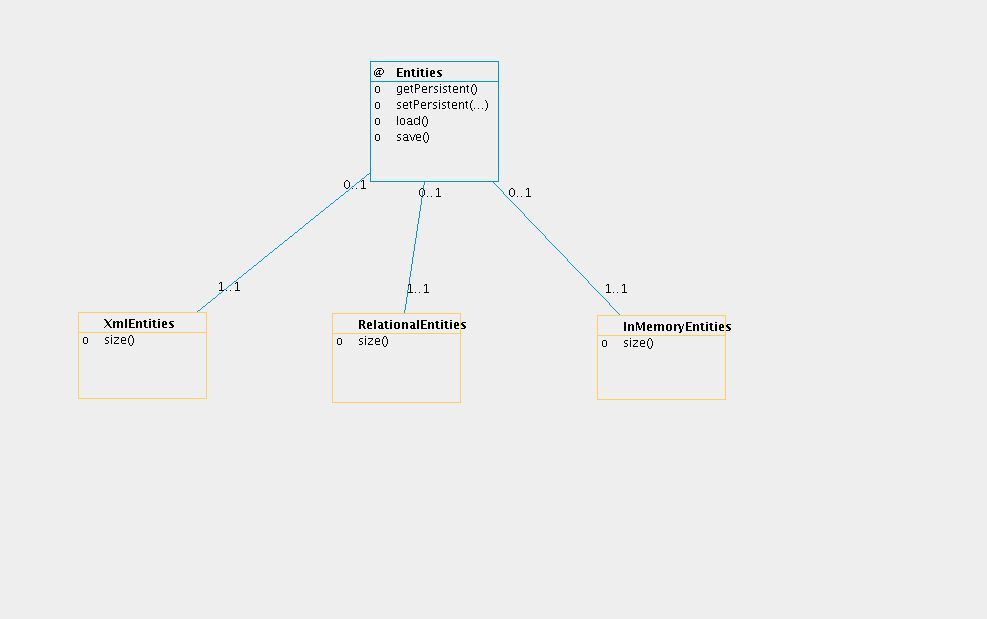 @ Entities
o getPersistent()
o setPersistent(...)
o load()
o save()
0..1
0..1
0..1
1..1
1..1
1..1
XmlEntities
o size()
RelationalEntities
o size()
InMemoryEntities
o size()